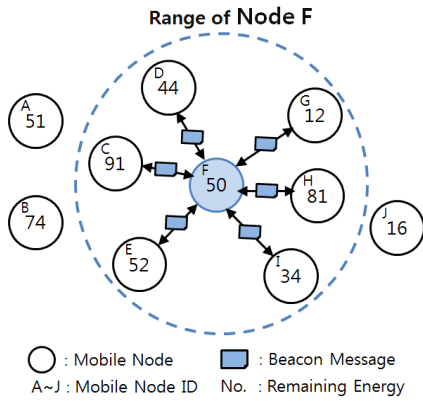 Range of Node F
D
44
G
12
A
51
C
91
F
50
H
81
B
74
J
16
E
52
I
34
: Mobile Node
: Beacon Message
A~J : Mobile Node ID
No. : Remaining Energy